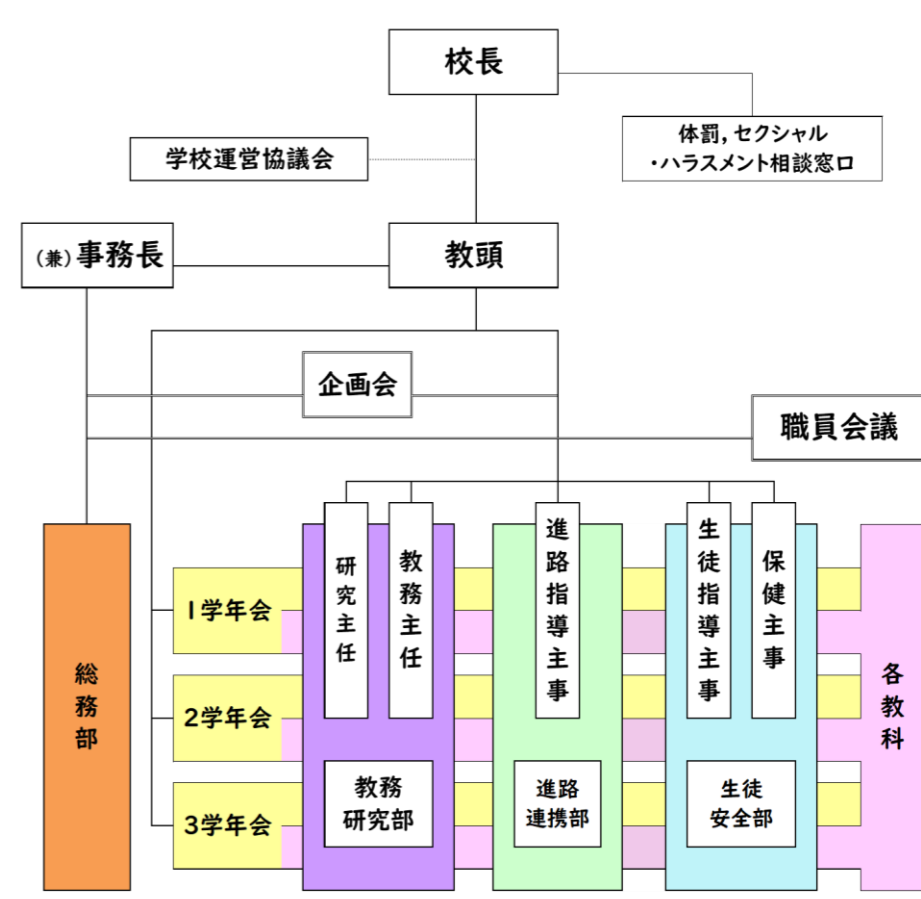 校長
体罰,セクシャル
・ハラスメント相談窓口
学校運営協議会
(兼)事務長
教頭
企画会
職員会議
研究主任
教務主任
進路指導主事
生徒指導主事
保健主事
1学年会
2学年会
3学年会
総務部
各教科
教務
研究部
進路
連携部
生徒
安全部